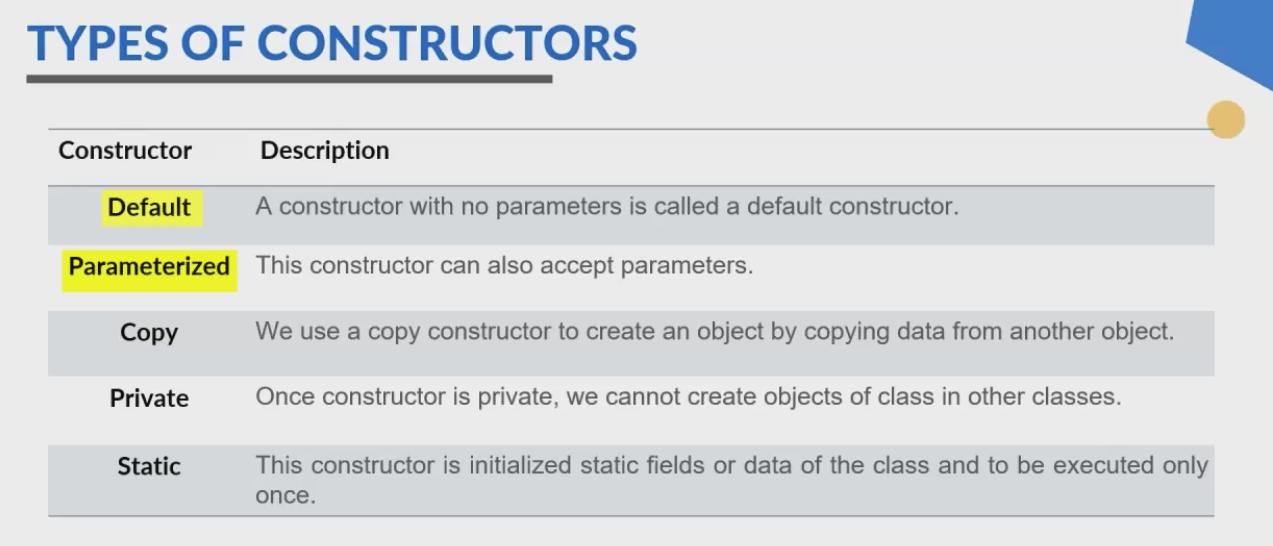 TYPES OF CONSTRUCTORS
Constructor Description
Default A constructor with no parameters is called a default constructor.
Parameterized This constructor can also accept parameters.
Copy We use a copy constructor to create an object by copying data from another object.
Private Once constructor is private, we cannot create objects of class in other classes.
Static This constructor is initialized static fields or data of the class and to be executed only
once.